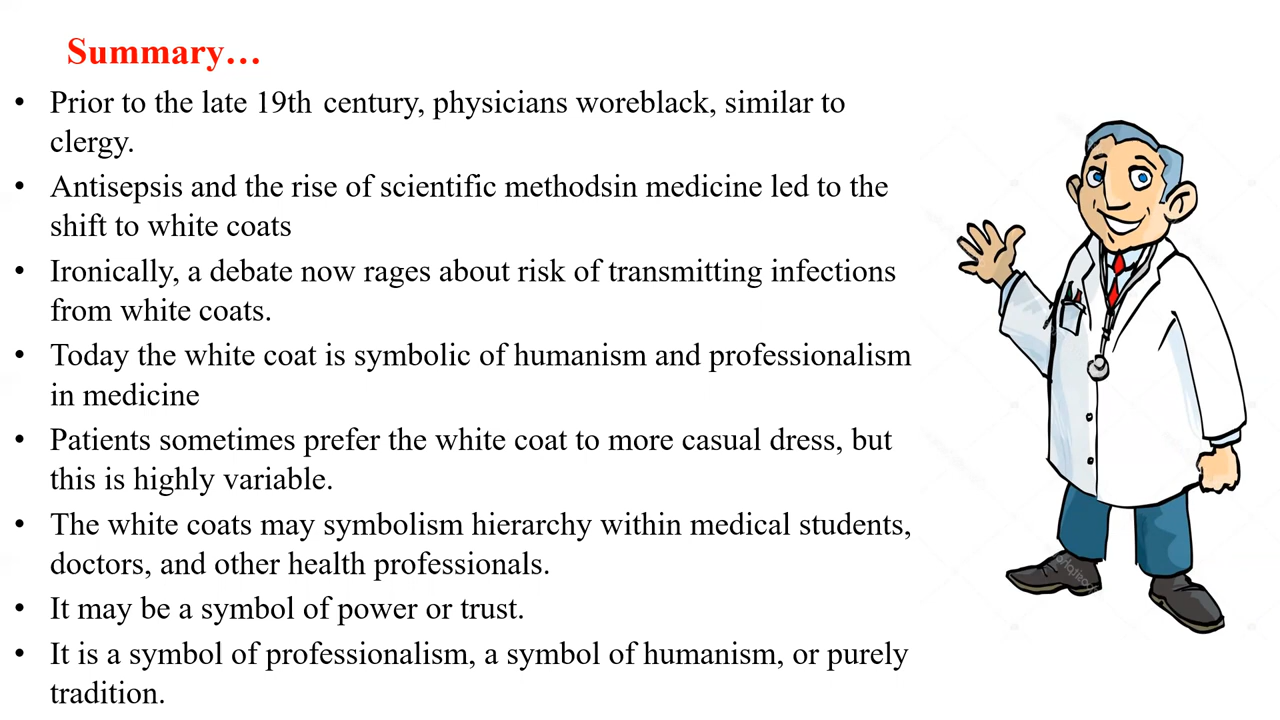 Summary…
• Prior to the late 19th century, physicians woreblack, similar to
clergy.
• Antisepsis and the rise of scientific methodsin medicine led to the
shift to white coats
• Ironically, a debate now rages about risk of transmitting infections
from white coats.
• Today the white coat is symbolic of humanism and professionalism
in medicine
• Patients sometimes prefer the white coat to more casual dress, but
this is highly variable.
• The white coats may symbolism hierarchy within medical students,
doctors, and other health professionals.
• It may be a symbol of power or trust.
• It is a symbol of professionalism, a symbol of humanism, or purely
tradition.